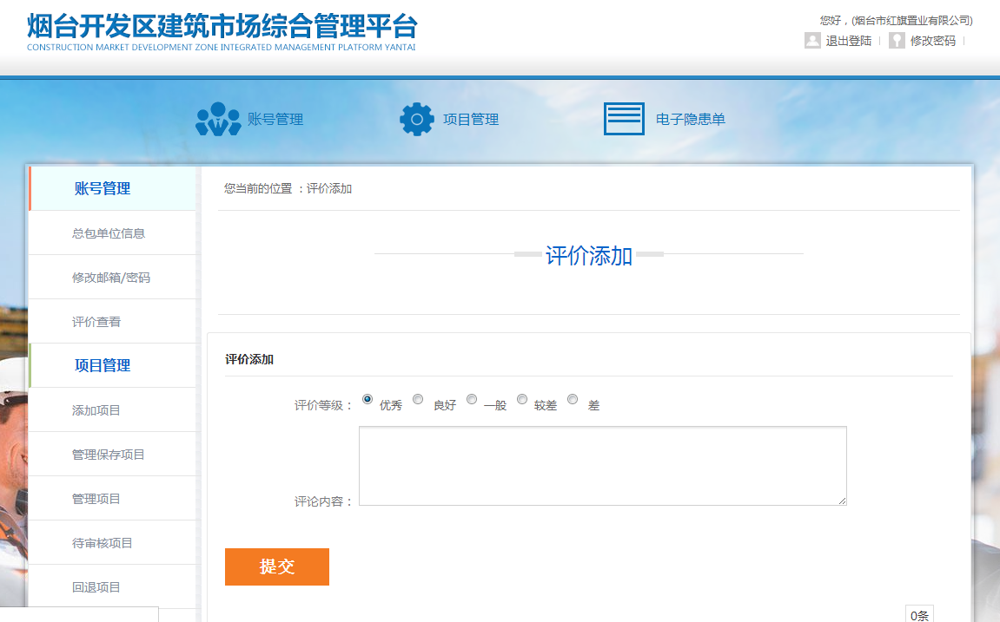 烟台开发区建筑市场综合管理平台
CONSTRUCTION MARKET DEVELOPMENT ZONE INTEGRATED MANAGEMENT PLATFORM YANTAI
您好，(烟台市红旗置业有限公司)
退出登陆 | 修改密码 |
账号管理 项目管理 电子隐患单
账号管理
总包单位信息
修改邮箱/密码
评价查看
项目管理
添加项目
管理保存项目
管理项目
待审核项目
回退项目
您当前的位置 ：评价添加
评价添加
评价添加
评价等级： 优秀 良好 一般 较差 差
评论内容：
提交
0条